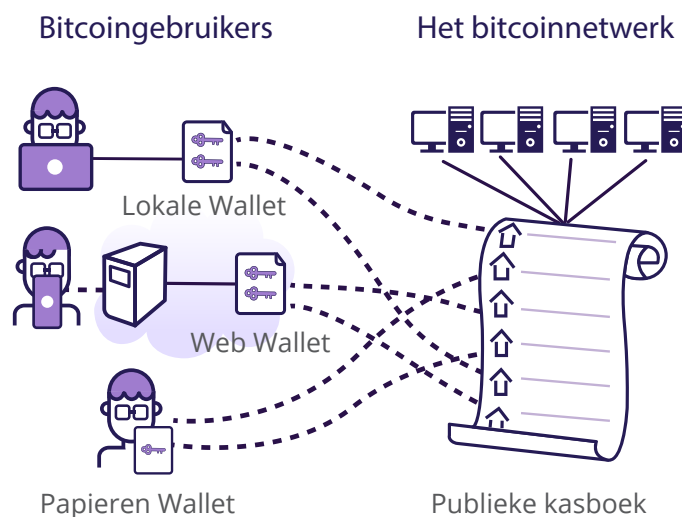 Bitcoingebruikers
Het bitcoinnetwerk
Lokale Wallet
Web Wallet
Papieren Wallet
Publieke kasboek